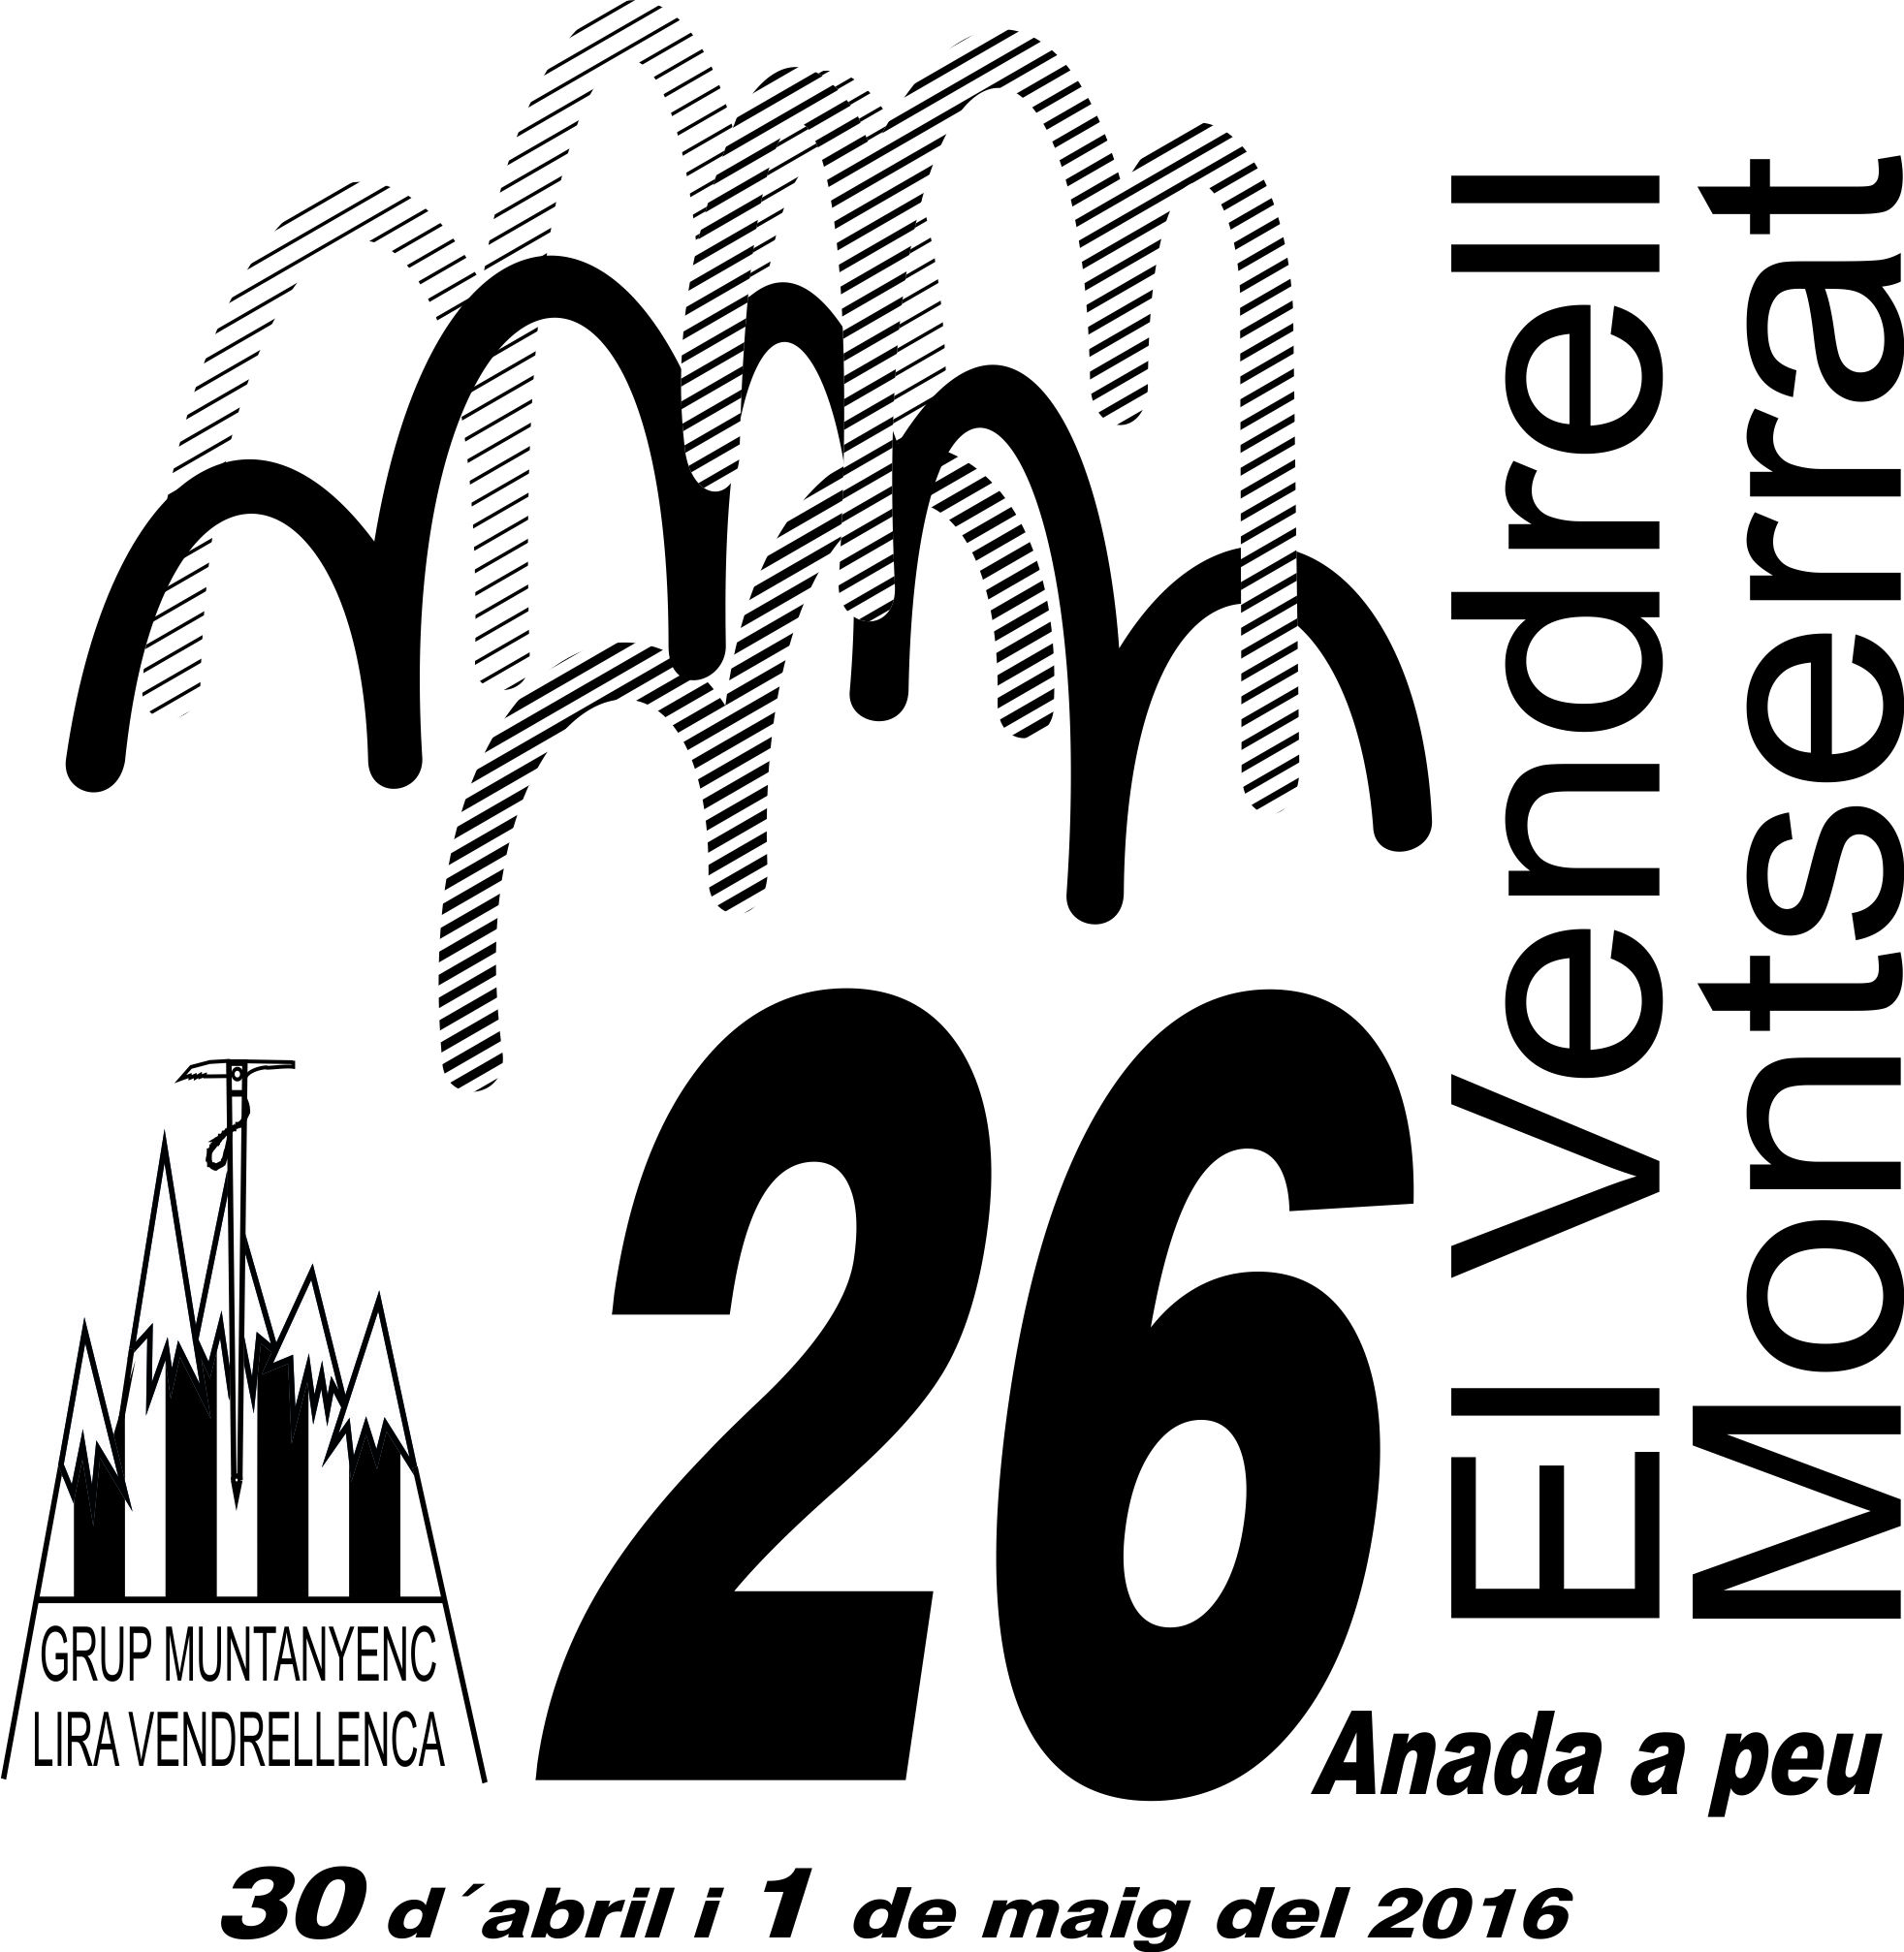 El Vendrell
Montserrat
26
Anada a peu
GRUP MUNTANYENC
LIRA VENDRELLENCA
30 d´abril i 1 de maig del 2016